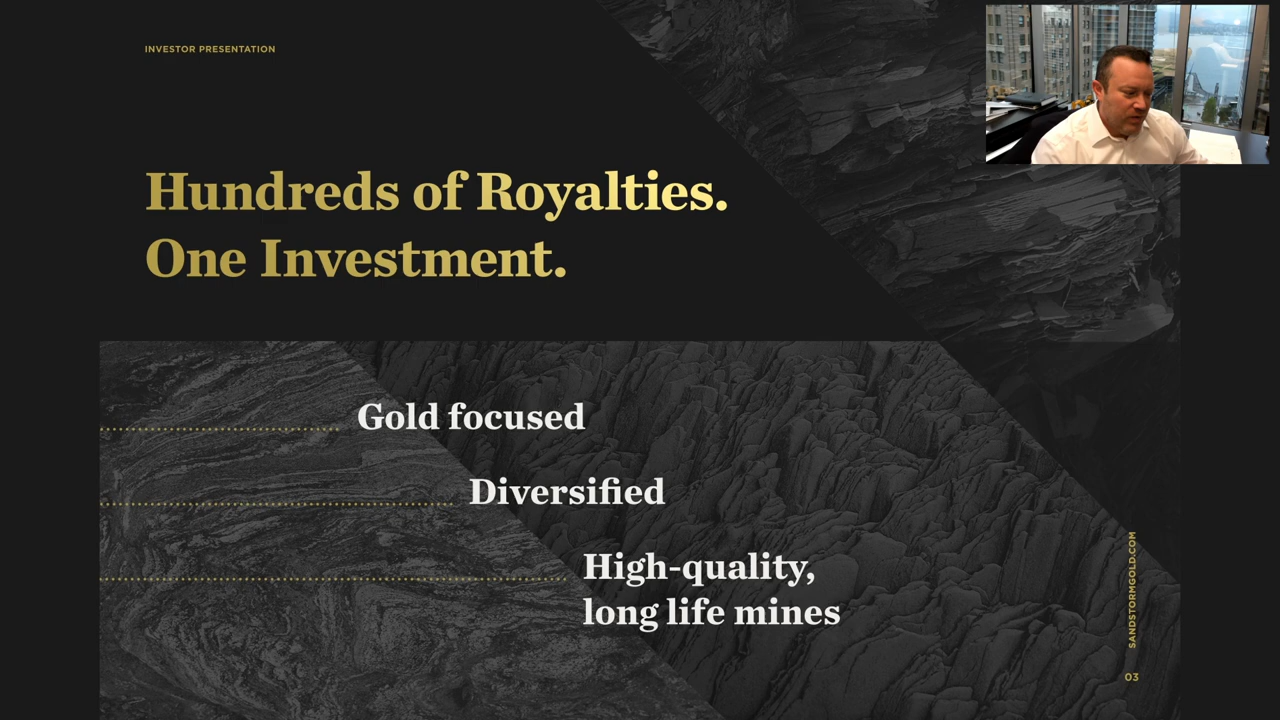 INVESTOR PRESENTATION
Hundreds of Royalties.
One Investment.
Gold focused
Diversified
High-quality,
long life mines
SANDSTORMGOLD.COM
03